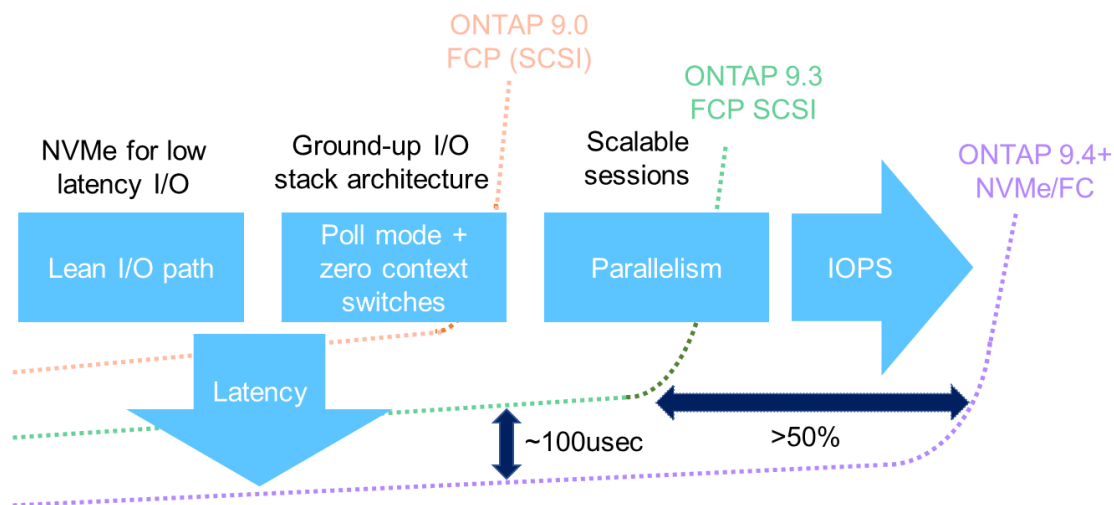 ONTAP 9.0
FCP (SCSI)
ONTAP 9.3
FCP SCSI
ONTAP 9.4+
NVMe/FC
NVMe for low
latency I/O
Ground-up I/O
stack architecture
Scalable
sessions
Lean I/O path
Poll mode +
zero context
switches
Parallelism
IOPS
Latency
~100usec
>50%